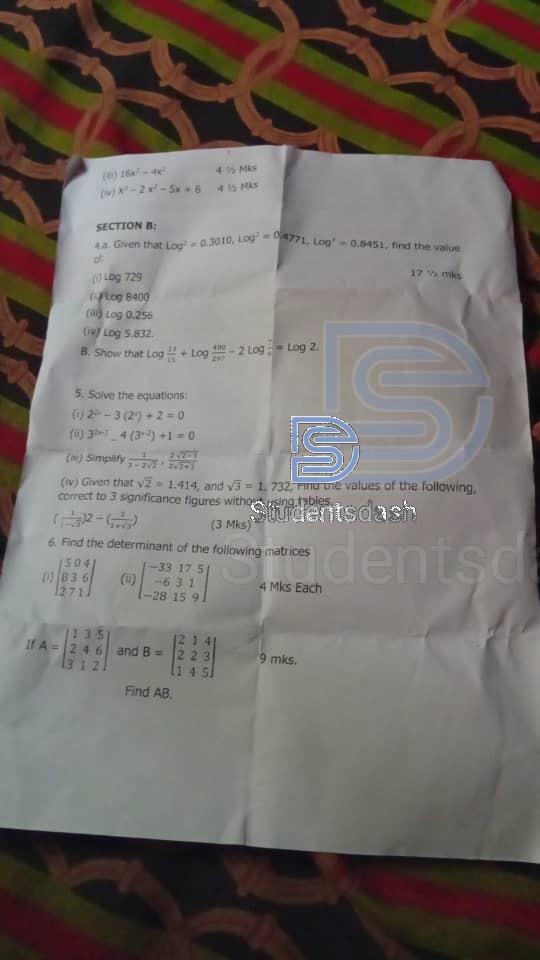 (iii) 16x² – 4x² 4 ½ Mks
(iv) X³ – 2 x² – 5x + 6 4 ½ Mks
SECTION B:
4.a. Given that Log² = 0.3010, Log³ = 0.4771, Log⁷ = 0.8451, find the value
of:
17 ½ mks
(i) Log 729
(ii) Log 8400
(iii) Log 0.256
(iv) Log 5.832.
B. Show that Log + Log 490/297 – 2 Log 7/9 = Log 2.
5. Solve the equations:
(i) – 3 (2ˣ) + 2 = 0
(ii) – 4 (3ˣ⁺²) +1 = 0
(iii) Simplify
(iv) Given that √2 = 1.414, and √3 = 1. 732, Find the values of the following,
correct to 3 significance figures without using tables.
(3 Mks)
6. Find the determinant of the following matrices
(i) 5 0 4 (ii) −33 17 5
8 3 6 −6 3 1 4 Mks Each
2 7 1 −28 15 9
1 3 5 2 1 4
If A = 2 4 6 and B = 2 2 3 9 mks.
3 1 2 1 4 5
Find AB.
Studentsdash
Studentsda